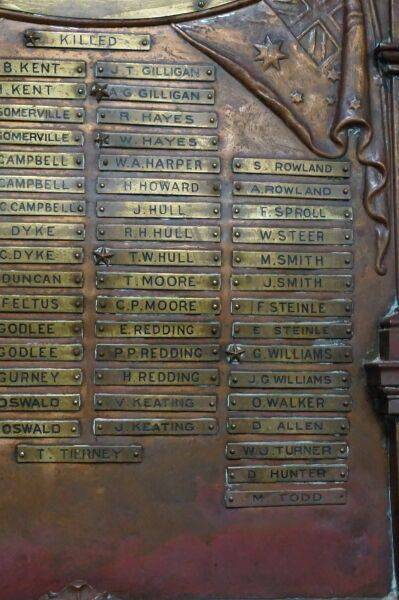 KILLED
B. KENT
H. KENT
SOMERVILLE
SOMERVILLE
CAMPBELL
CAMPBELL
C. CAMPBELL
DYKE
C. DYKE
DUNCAN
FELTUS
GODLEE
GODLEE
GURNEY
OSWALD
OSWALD
T. TIERNEY
J.T. GILLIGAN
A.G. GILLIGAN
R. HAYES
W. HAYES
W.A. HARPER
H. HOWARD
J. HULL
R.H. HULL
T.W. HULL
T. MOORE
C.P. MOORE
E. REDDING
P.P. REDDING
H. REDDING
V. KEATING
J. KEATING
S. ROWLAND
A. ROWLAND
F. SPROLL
W. STEER
M. SMITH
J. SMITH
F. STEINLE
E STEINLE
G. WILLIAMS
J.G. WILLIAMS
O. WALKER
D. ALLEN
W.J. TURNER
D HUNTER
M. TODD